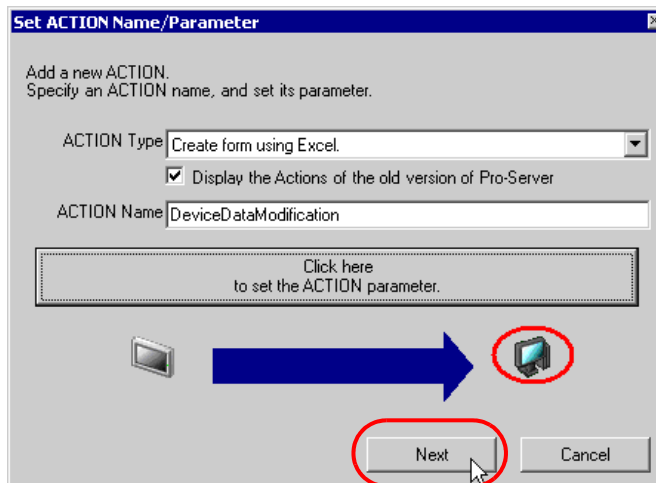 Set ACTION Name/Parameter
Add a new ACTION.
Specify an ACTION name, and set its parameter.
ACTION Type Create form using Excel.
Display the Actions of the old version of Pro-Server
ACTION Name DeviceDataModification
Click here
to set the ACTION parameter.
Next Cancel